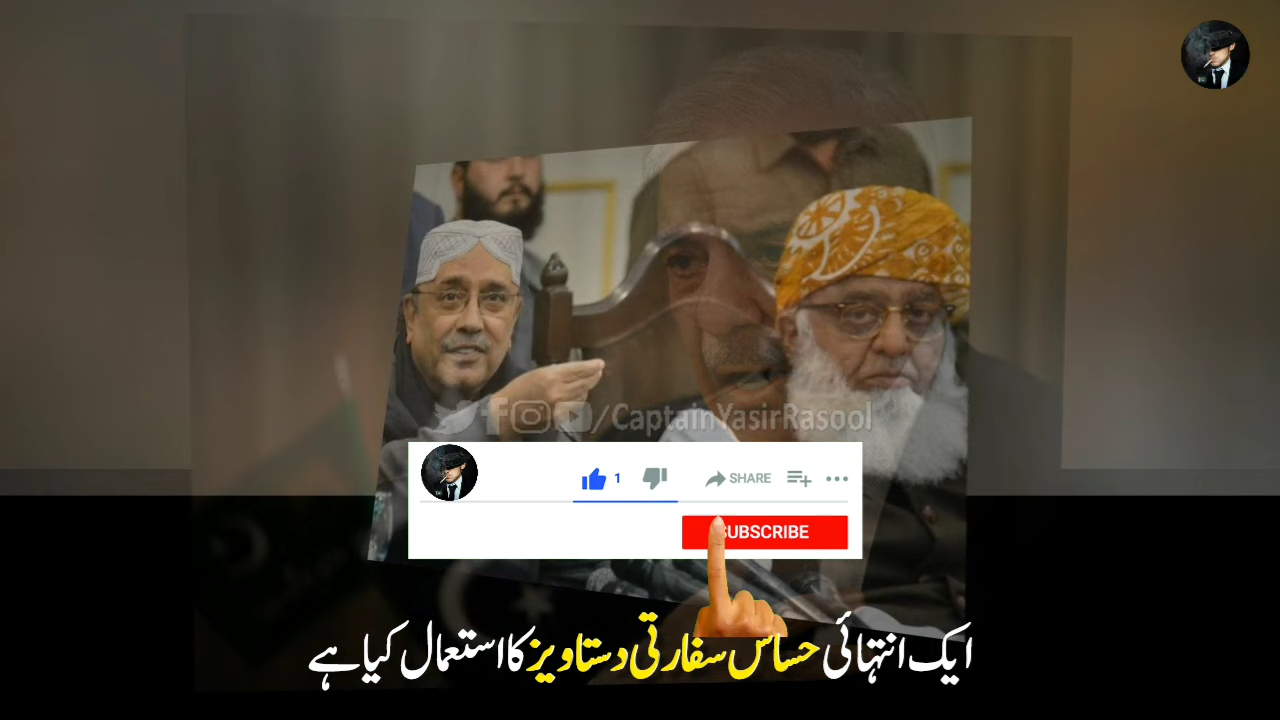 /CaptainYasirRasool
1
SHARE
SUBSCRIBE
ایک انتہائی حساس سفارتی دستاویز کا استعمال کیا ہے